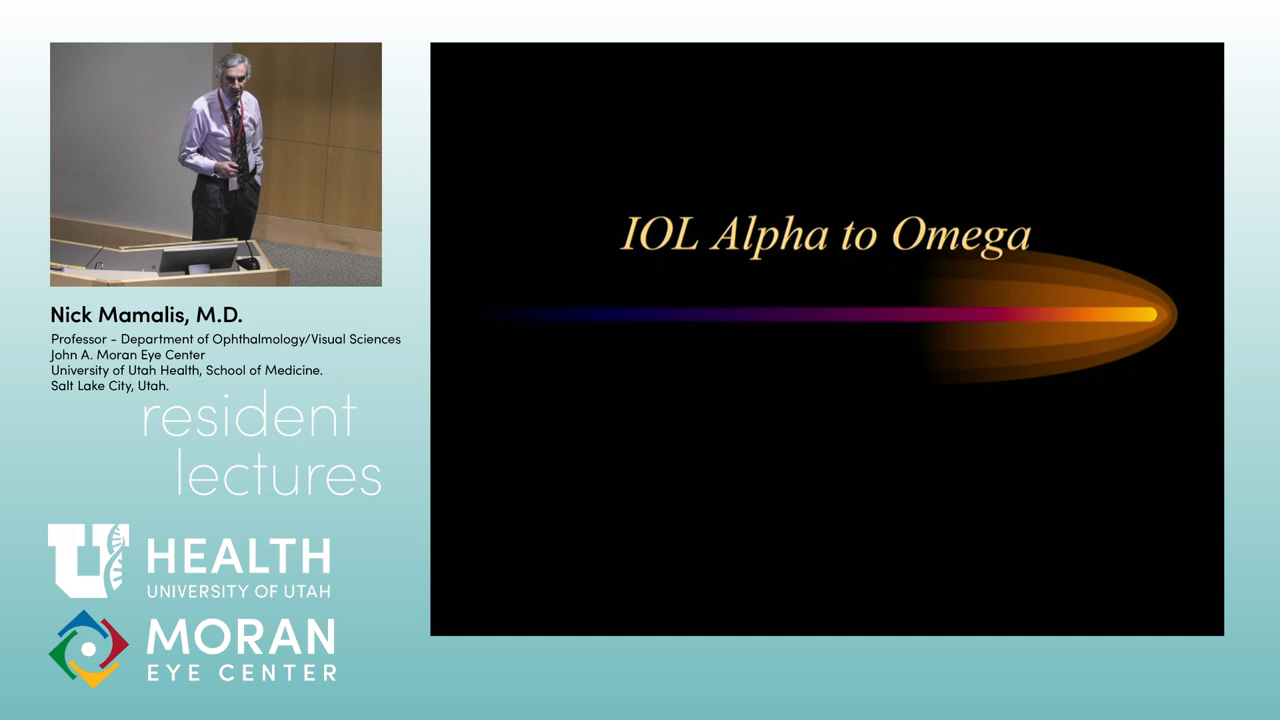 Nick Mamalis, M.D.
Professor - Department of Ophthalmology/Visual Sciences
John A. Moran Eye Center
University of Utah Health, School of Medicine.
Salt Lake City, Utah.
resident
lectures
U HEALTH
UNIVERSITY OF UTAH
MORAN
EYE CENTER
IOL Alpha to Omega